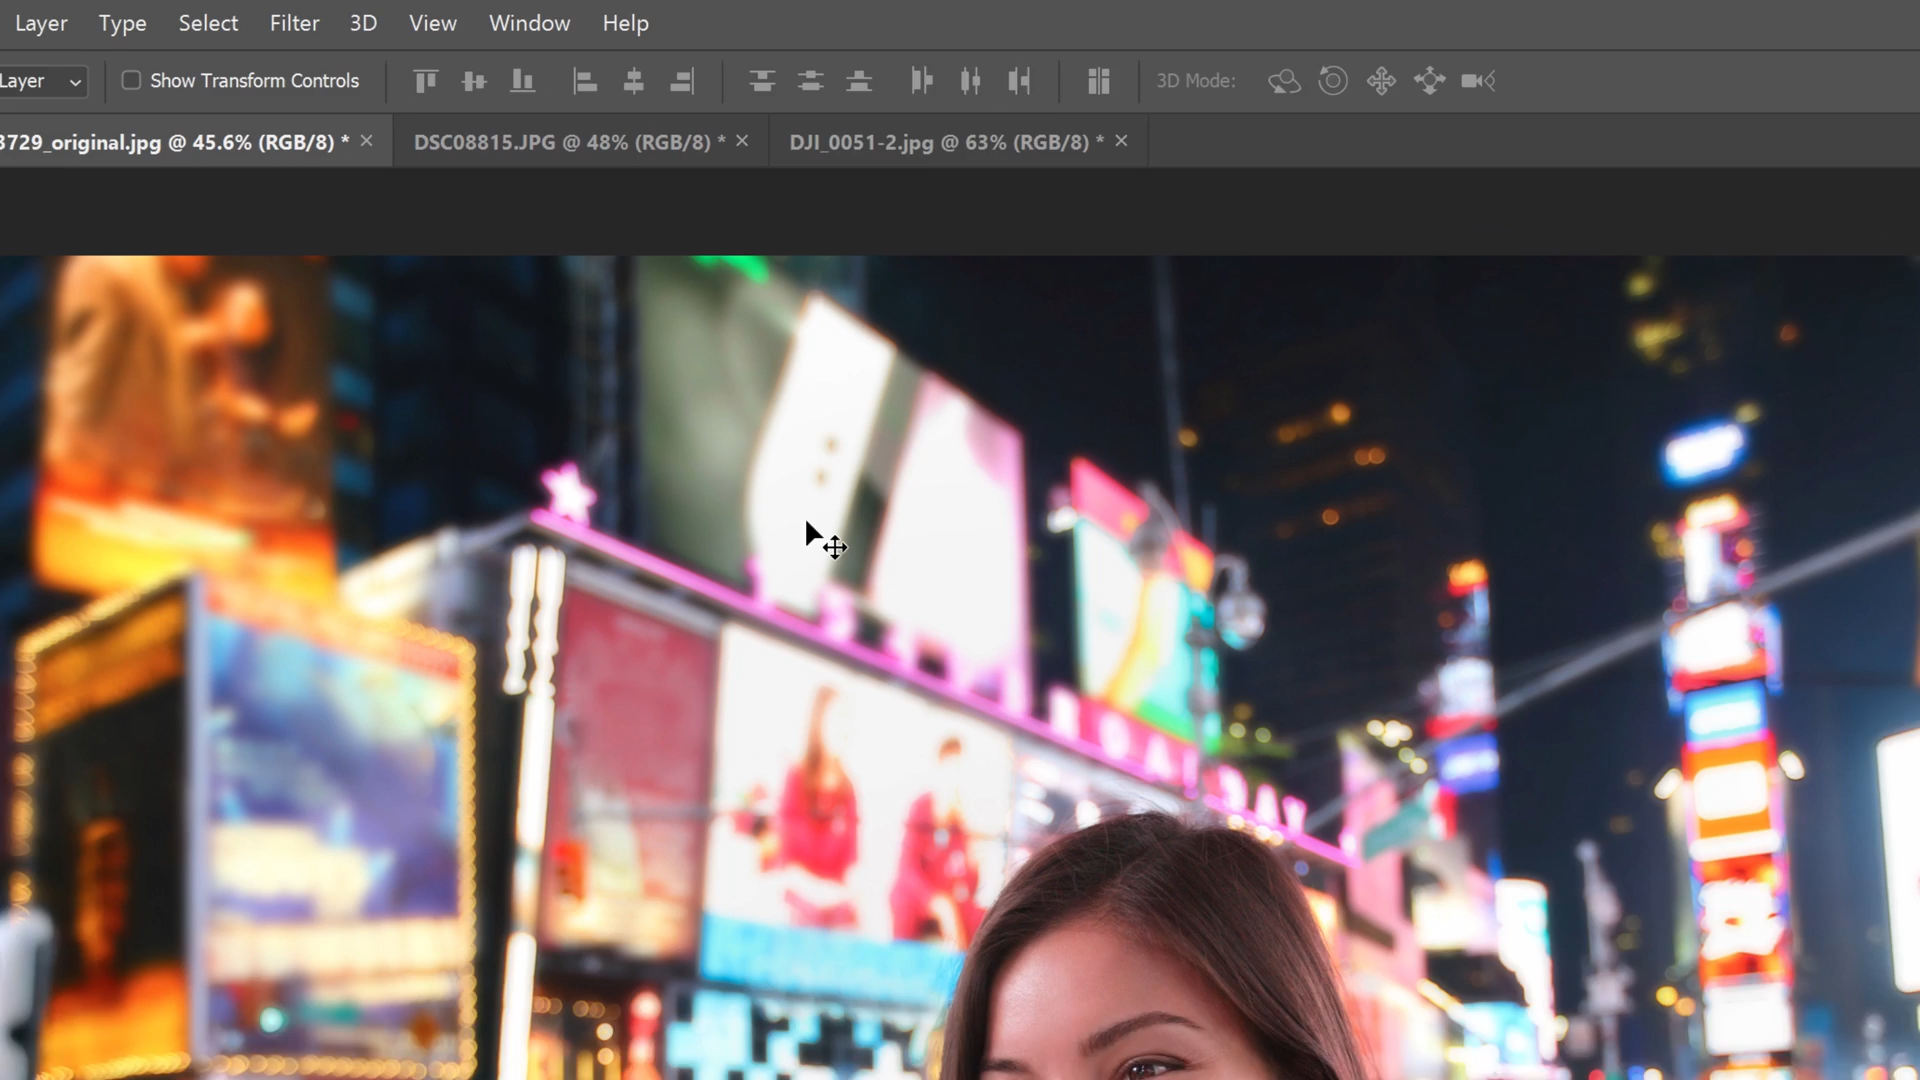 Layer Type Select Filter 3D View Window Help
Layer Show Transform Controls 3D Mode:
3729_original.jpg @ 45.6% (RGB/8) * DSC08815.JPG @ 48% (RGB/8) * DJI_0051-2.jpg @ 63% (RGB/8) *